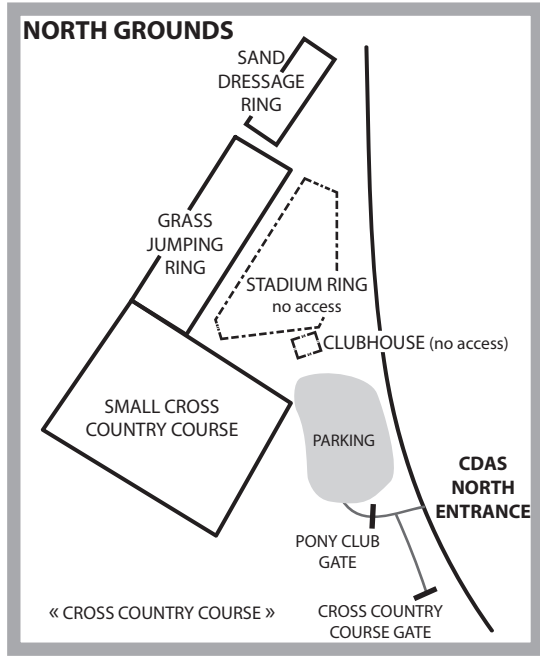 NORTH GROUNDS
SAND
DRESSAGE
RING
GRASS
JUMPING
RING
STADIUM RING
no access
CLUBHOUSE (no access)
SMALL CROSS
COUNTRY COURSE
PARKING
CDAS
NORTH
ENTRANCE
PONY CLUB
GATE
« CROSS COUNTRY COURSE »
CROSS COUNTRY
COURSE GATE